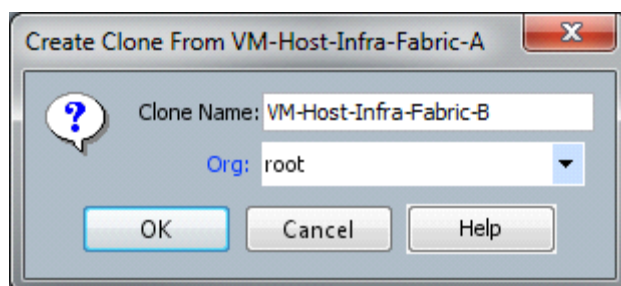 Create Clone From VM-Host-Infra-Fabric-A
Clone Name: VM-Host-Infra-Fabric-B
Org: root
OK Cancel Help